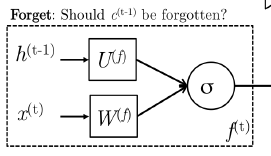 Forget: Should c^(t-1) be forgotten?
h^(t-1) U^(f)
σ
x^(t) W^(f)
f^(t)